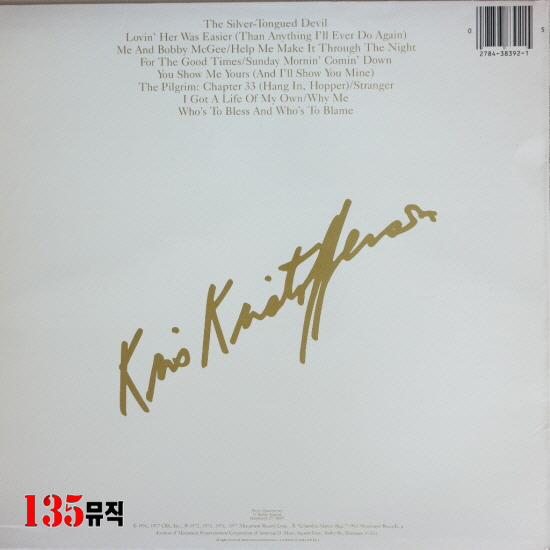 The Silver-Tongued Devil
Lovin' Her Was Easier (Than Anything I'll Ever Do Again)
Me And Bobby McGee/Help Me Make It Through The Night
For The Good Times/Sunday Mornin' Comin' Down
You Show Me Yours (And I'll Show You Mine)
The Pilgrim: Chapter 33 (Hang In, Hopper)/Stranger
I Got A Life Of My Own/Why Me
Who's To Bless And Who's To Blame
0 2784-38392-1 5
Kris Kristofferson
135뮤직